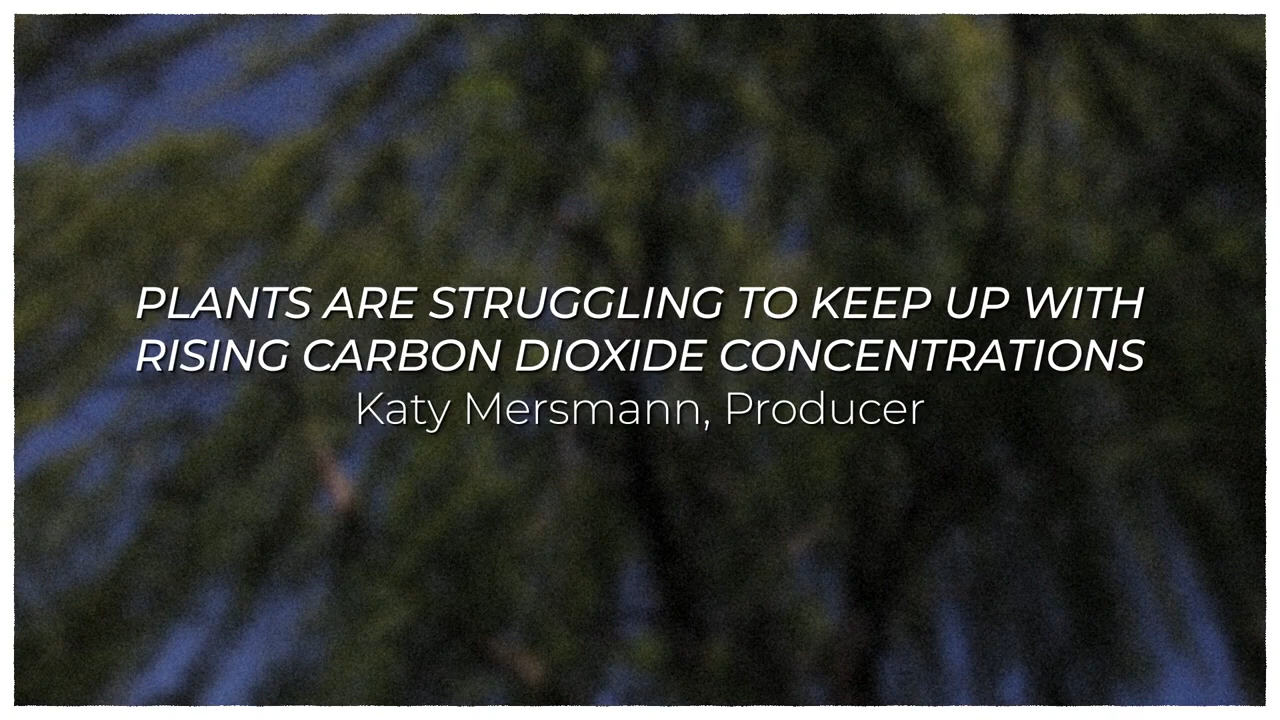 PLANTS ARE STRUGGLING TO KEEP UP WITH
RISING CARBON DIOXIDE CONCENTRATIONS
Katy Mersmann, Producer